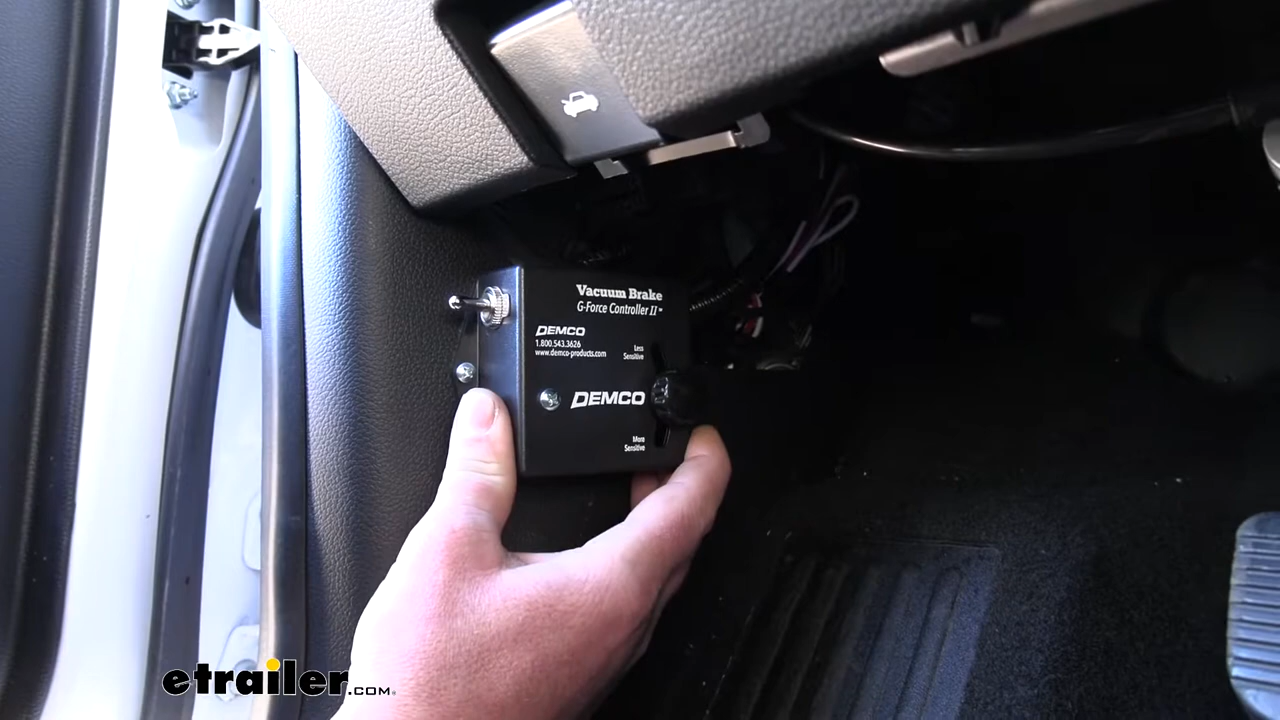 Vacuum Brake
G-Force Controller II™
DEMCO
1.800.543.3626
www.demco-products.com
Less
Sensitive
DEMCO
More
Sensitive
etrailer.COM®